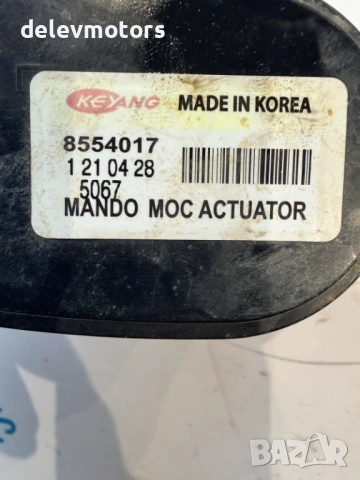 delevmotors
KEYANG MADE IN KOREA
8554017
1 21 04 28
5067
MANDO MOC ACTUATOR
BAZAR